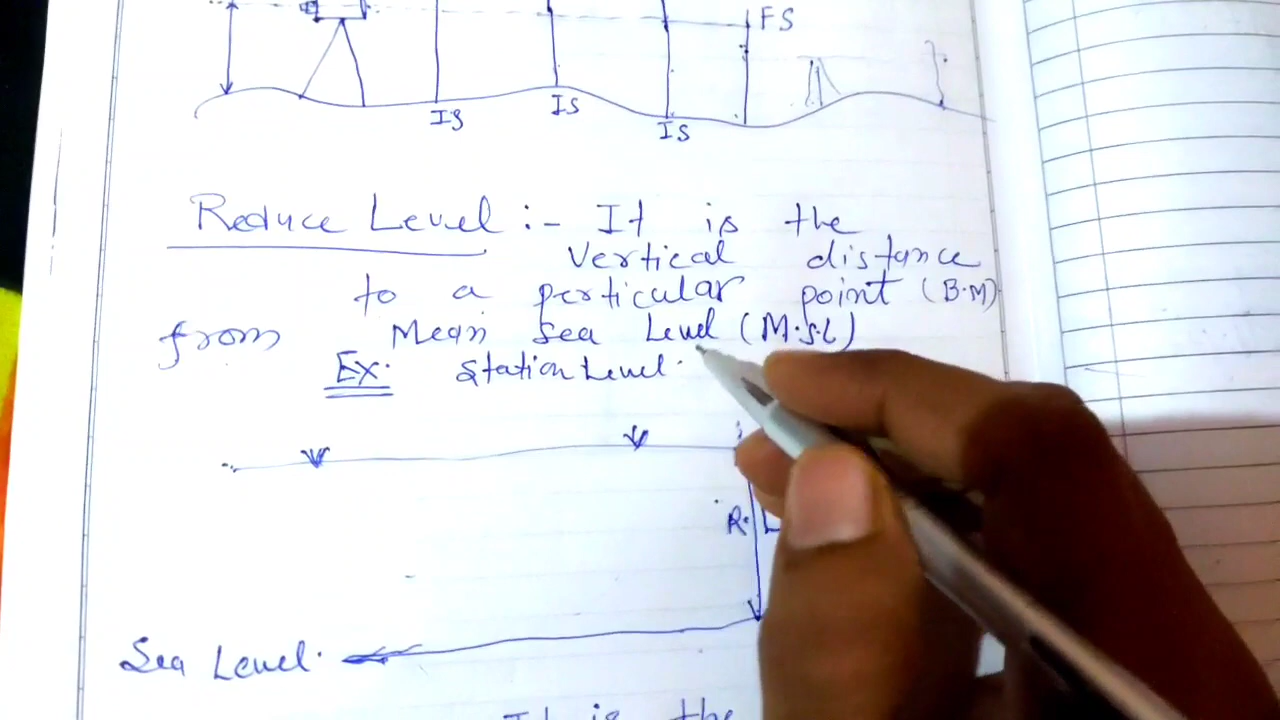 FS
IS
IS
IS
Reduce Level :- It is the
vertical distance
to a perticular point (B.M)
from Mean Sea Level (M.S.L)
Ex. Station Level.
R. L
Sea Level.
It is the